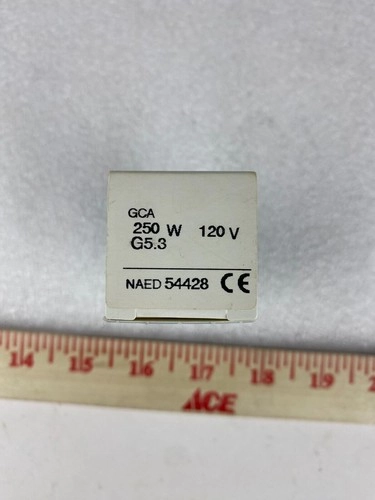 GCA
250 W 120 V
G5.3
NAED 54428 CE
14 15 16 17 18 19
ACE